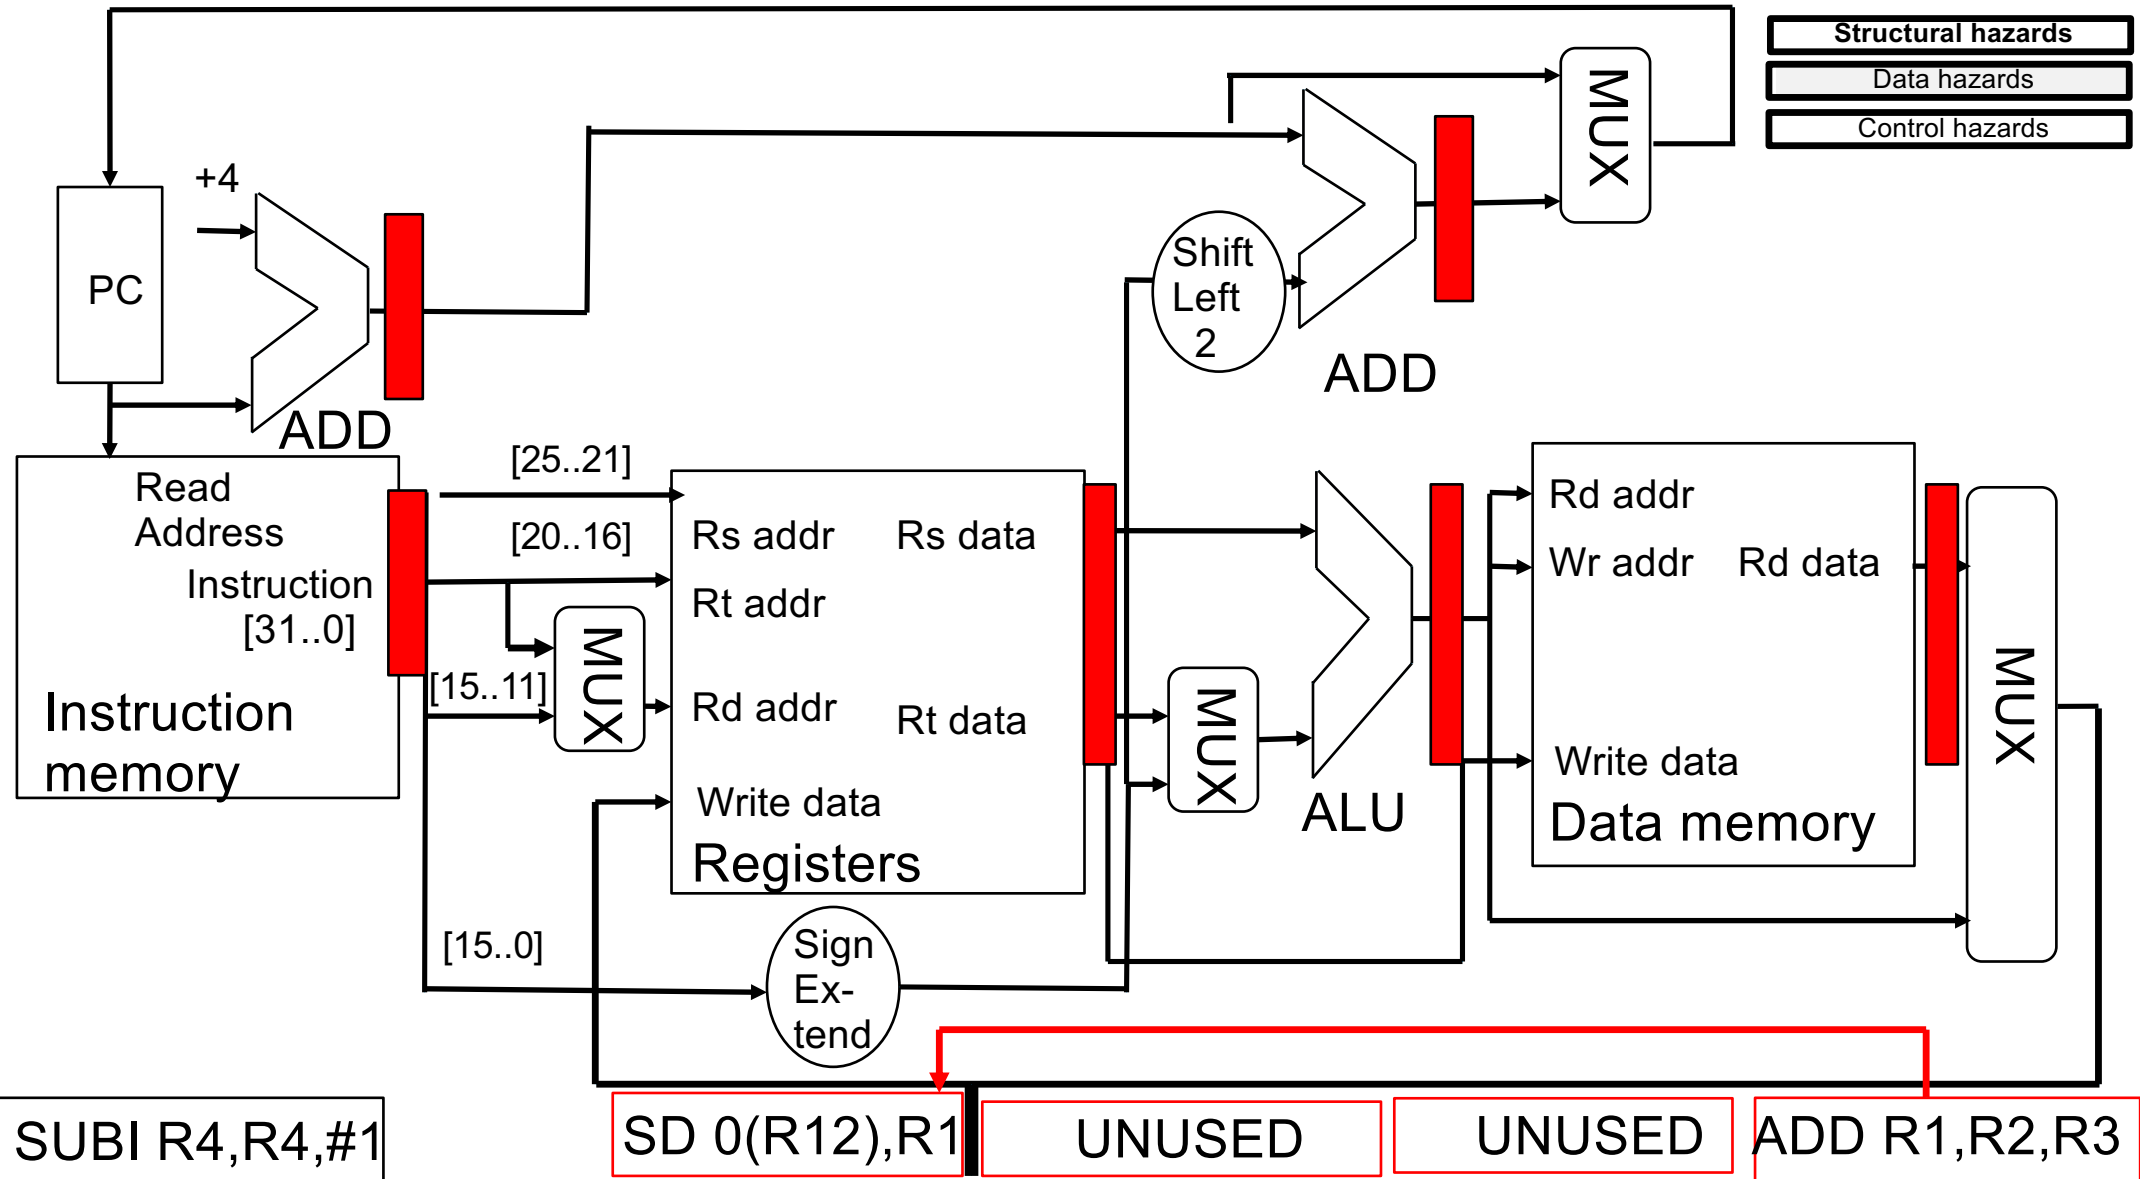 Structural hazards
Data hazards
Control hazards
MUX
+4
PC
ADD
Shift
Left
2
ADD
Read
Address
Instruction
[31..0]
Instruction
memory
[25..21]
[20..16]
[15..11]
[15..0]
MUX
Rs addr
Rs data
Rt addr
Rd addr
Rt data
Write data
Registers
Sign
Ex-
tend
MUX
ALU
Rd addr
Wr addr
Rd data
Write data
Data memory
MUX
SUBI R4,R4,#1
SD 0(R12),R1
UNUSED
UNUSED
ADD R1,R2,R3